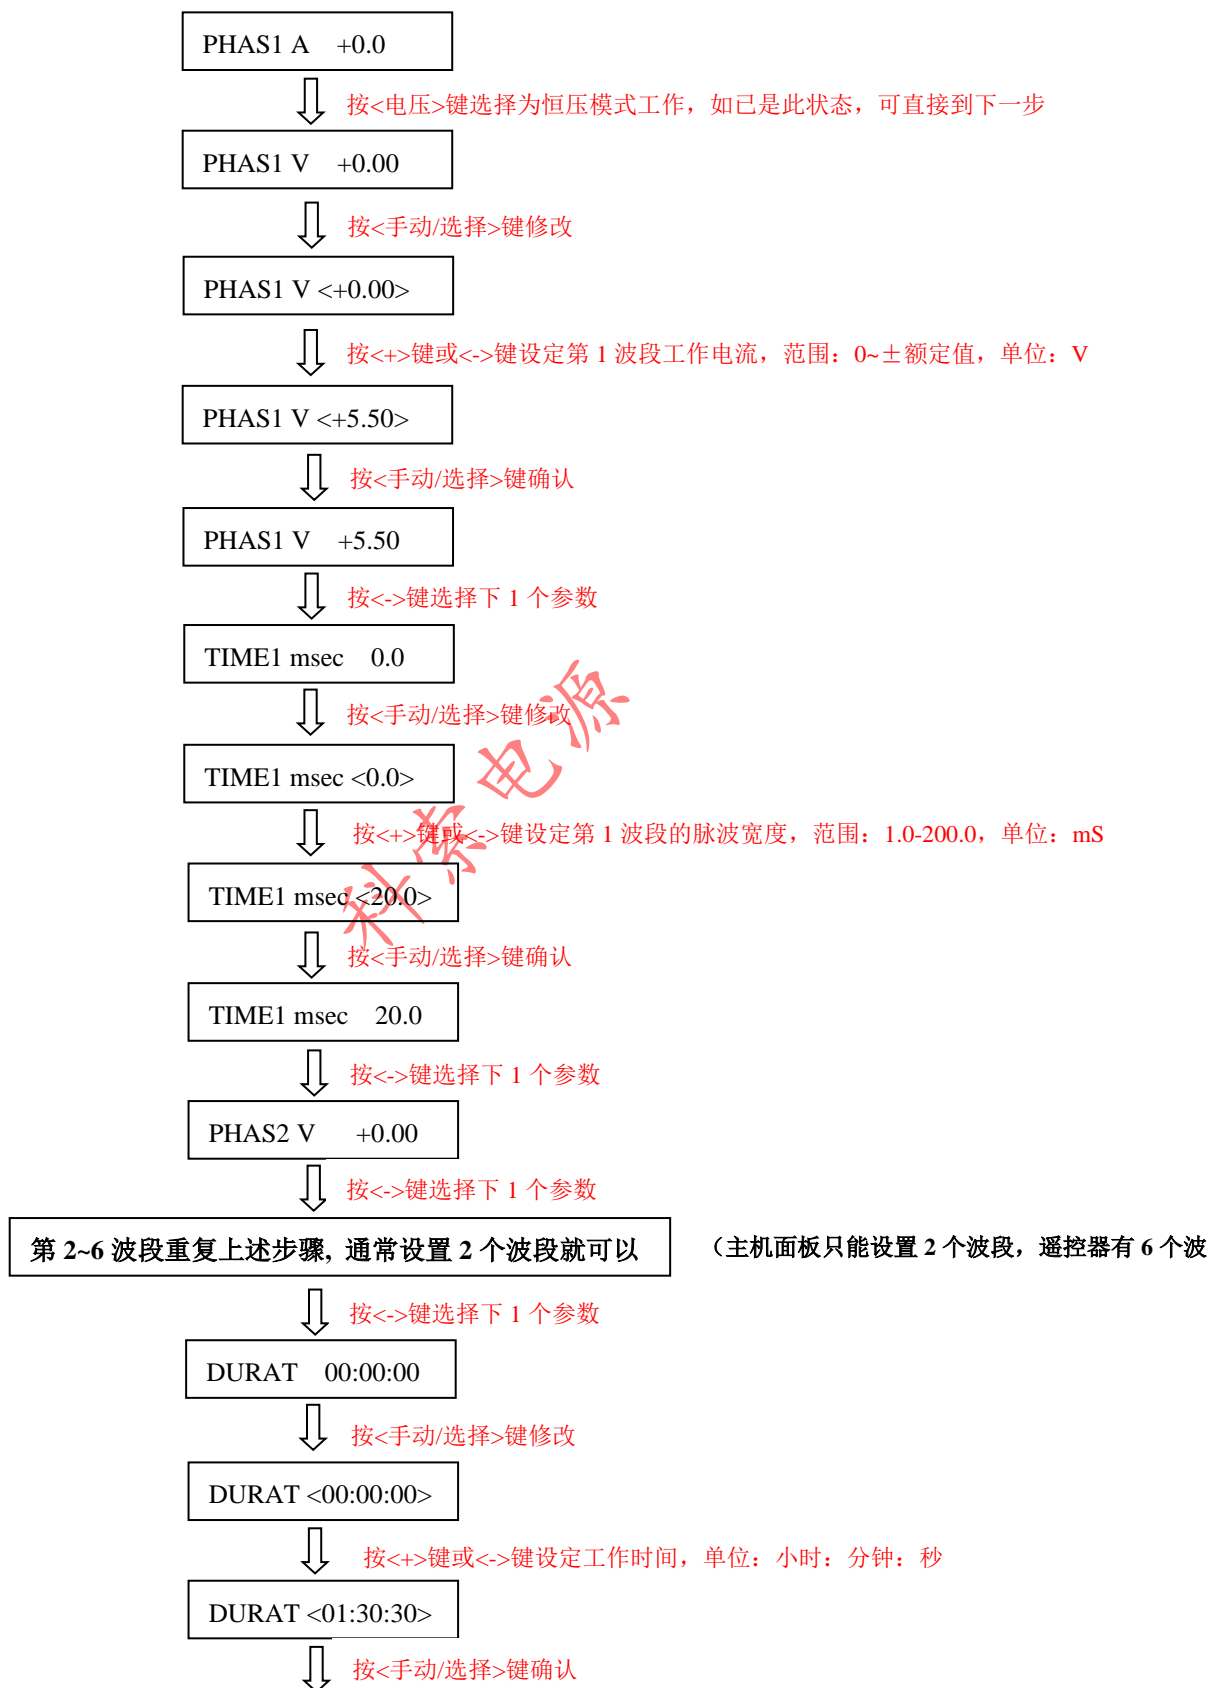 PHAS1 A +0.0
按<电压>键选择为恒压模式工作，如已是此状态，可直接到下一步
PHAS1 V +0.00
按<手动/选择>键修改
PHAS1 V <+0.00>
按<+>键或<->键设定第 1 波段工作电流，范围：0~±额定值，单位：V
PHAS1 V <+5.50>
按<手动/选择>键确认
PHAS1 V +5.50
按<->键选择下 1 个参数
TIME1 msec 0.0
按<手动/选择>键修改
TIME1 msec <0.0>
按<+>键或<->键设定第 1 波段的脉波宽度，范围：1.0-200.0，单位：mS
TIME1 msec <20.0>
按<手动/选择>键确认
TIME1 msec 20.0
按<->键选择下 1 个参数
PHAS2 V +0.00
按<->键选择下 1 个参数
第 2~6 波段重复上述步骤, 通常设置 2 个波段就可以 （主机面板只能设置 2 个波段，遥控器有 6 个波
按<->键选择下 1 个参数
DURAT 00:00:00
按<手动/选择>键修改
DURAT <00:00:00>
按<+>键或<->键设定工作时间，单位：小时：分钟：秒
DURAT <01:30:30>
按<手动/选择>键确认
科索电源